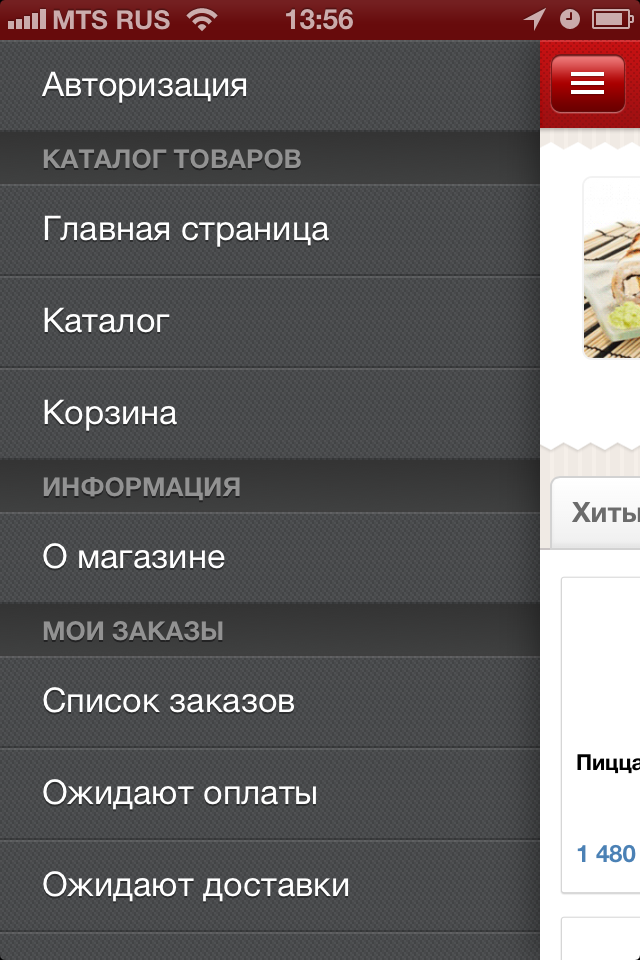 MTS RUS 13:56
Авторизация
КАТАЛОГ ТОВАРОВ
Главная страница
Каталог
Корзина
ИНФОРМАЦИЯ
О магазине
МОИ ЗАКАЗЫ
Список заказов
Ожидают оплаты
Ожидают доставки
Хиты
Пицца
1 480